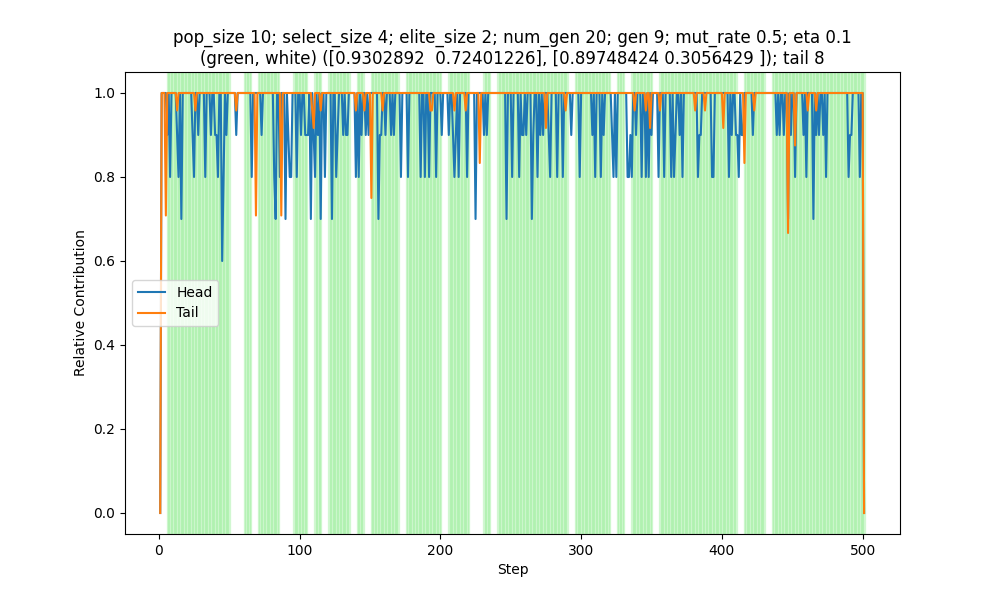 pop_size 10; select_size 4; elite_size 2; num_gen 20; gen 9; mut_rate 0.5; eta 0.1
(green, white) ([0.9302892  0.72401226], [0.89748424 0.3056429 ]); tail 8
1.0
0.8
0.6
0.4
0.2
0.0
Relative Contribution
Head
Tail
0
100
200
300
400
500
Step